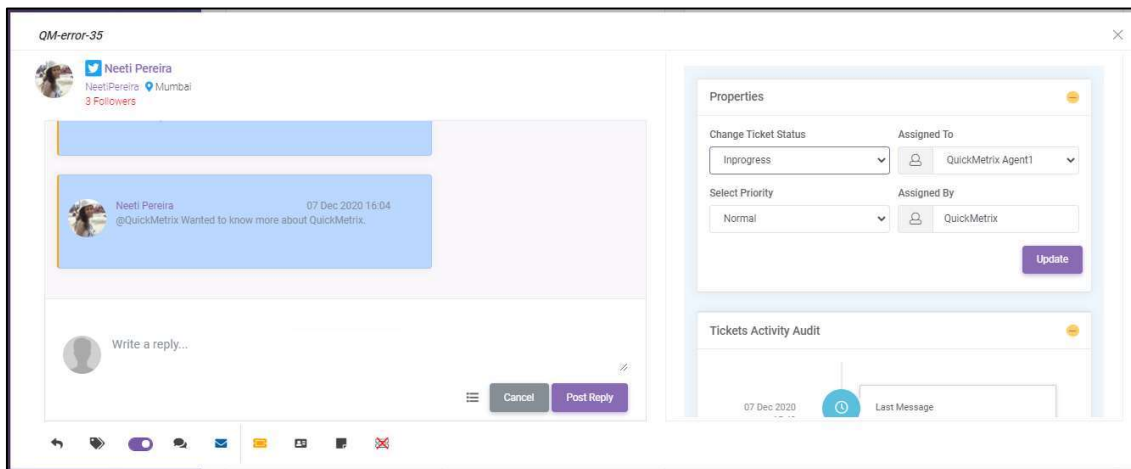 QM-error-35
Neeti Pereira
NeetiPereira Mumbai
3 Followers
Neeti Pereira 07 Dec 2020 16:04
@QuickMetrix Wanted to know more about QuickMetrix.
Write a reply...
Cancel Post Reply
Properties
Change Ticket Status Assigned To
Inprogress QuickMetrix Agent1
Select Priority Assigned By
Normal QuickMetrix
Update
Tickets Activity Audit
07 Dec 2020 Last Message